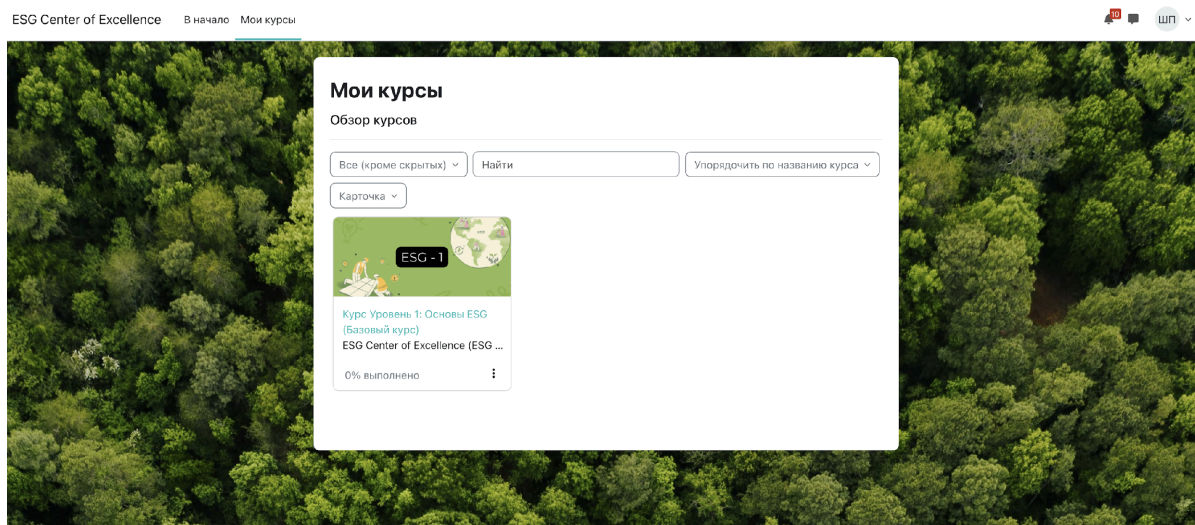 ESG Center of Excellence
В начало
Мои курсы
10
ШП
Мои курсы
Обзор курсов
Все (кроме скрытых)
Найти
Упорядочить по названию курса
Карточка
ESG - 1
Курс Уровень 1: Основы ESG
(Базовый курс)
ESG Center of Excellence (ESG ...
0% выполнено